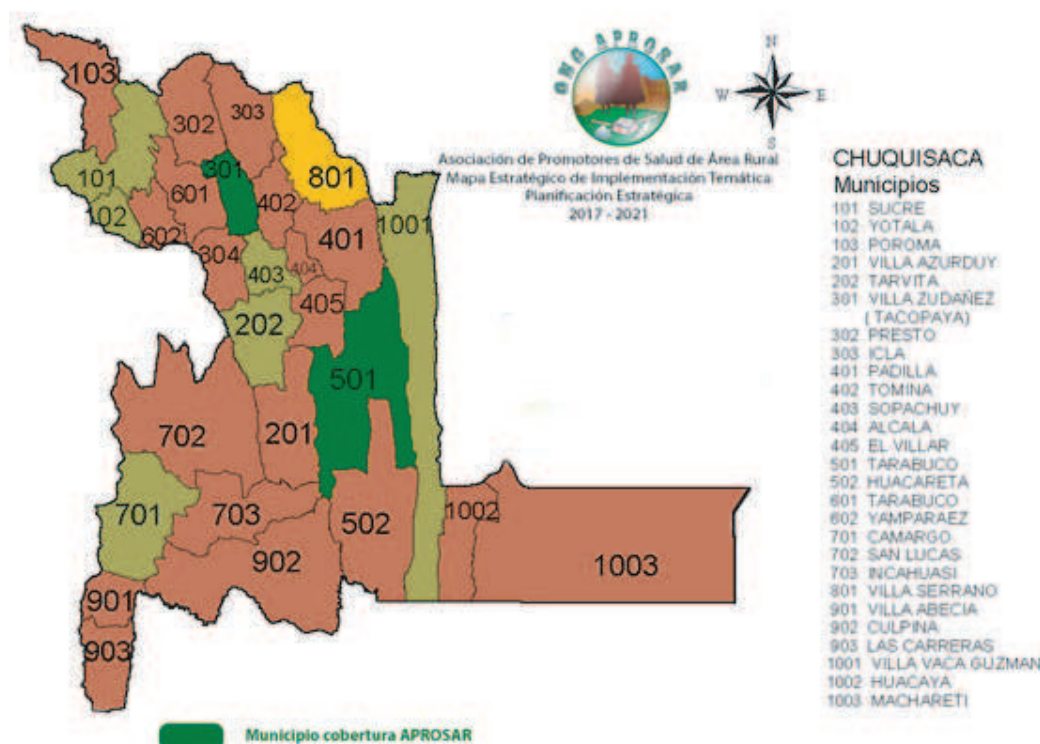 ONG APROSAR
N
W E
S
Asociación de Promotores de Salud de Área Rural
Mapa Estratégico de Implementación Temática
Planificación Estratégica
2017 - 2021
CHUQUISACA
Municipios
101 SUCRE
102 YOTALA
103 POROMA
201 VILLA AZURDUY
202 TARVITA
301 VILLA ZUDAÑEZ
( TACOPAYA)
302 PRESTO
303 ICLA
401 PADILLA
402 TOMINA
403 SOPACHUY
404 ALCALA
405 EL VILLAR
501 TARABUCO
502 HUACARETA
601 TARABUCO
602 YAMPARAEZ
701 CAMARGO
702 SAN LUCAS
703 INCAHUASI
801 VILLA SERRANO
901 VILLA ABECIA
902 CULPINA
903 LAS CARRERAS
1001 VILLA VACA GUZMAN
1002 HUACAYA
1003 MACHARETI
103
302
303
101
301
801
601
402
102
1001
602
401
304
403
404
405
202
501
702
201
701
703
502
1002
902
1003
901
903
Municipio cobertura APROSAR